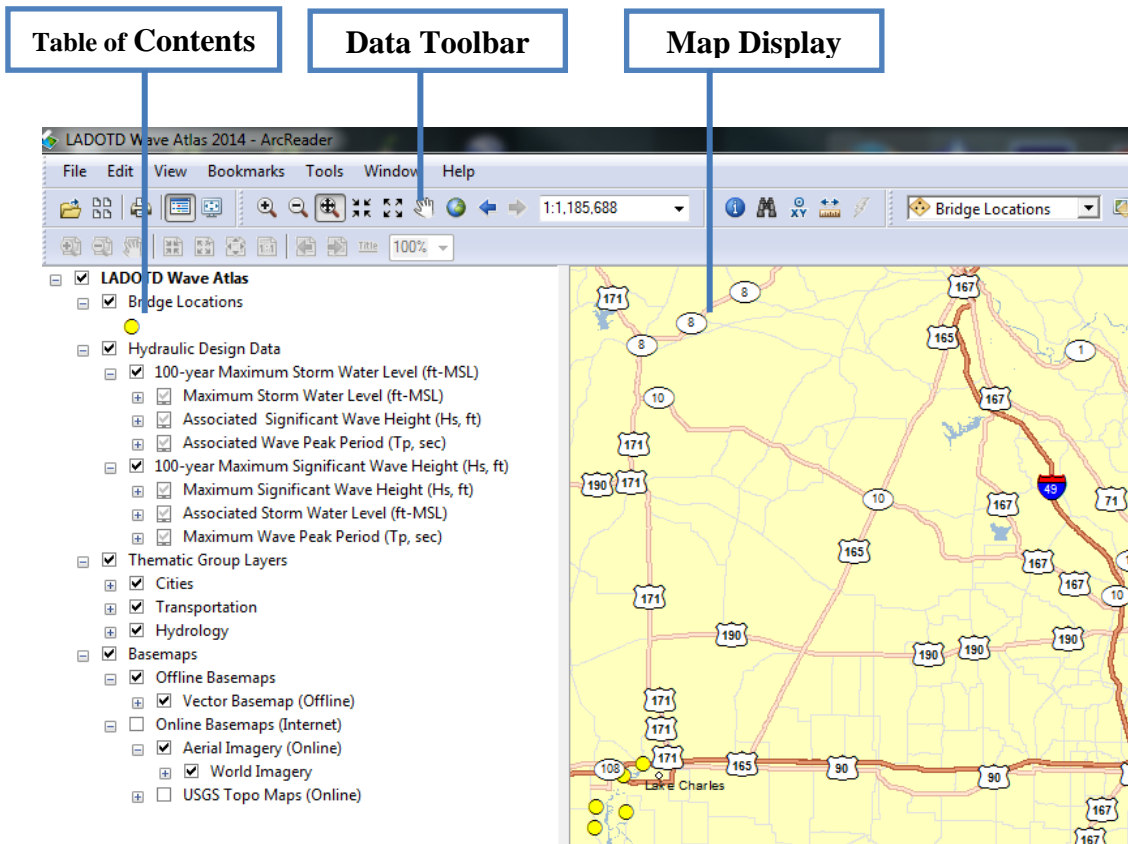 Table of Contents
Data Toolbar
Map Display
LADOTD Wave Atlas 2014 - ArcReader
File Edit View Bookmarks Tools Window Help
1:1,185,688
XY
Bridge Locations
1:1
Title
100%
LADOTD Wave Atlas
Bridge Locations
Hydraulic Design Data
100-year Maximum Storm Water Level (ft-MSL)
Maximum Storm Water Level (ft-MSL)
Associated  Significant Wave Height (Hs, ft)
Associated Wave Peak Period (Tp, sec)
100-year Maximum Significant Wave Height (Hs, ft)
Maximum Significant Wave Height (Hs, ft)
Associated Storm Water Level (ft-MSL)
Maximum Wave Peak Period (Tp, sec)
Thematic Group Layers
Cities
Transportation
Hydrology
Basemaps
Offline Basemaps
Vector Basemap (Offline)
Online Basemaps (Internet)
Aerial Imagery (Online)
World Imagery
USGS Topo Maps (Online)
171
8
167
8
165
8
1
10
167
171
190 171
49
10
167
71
165
167
167
171
10
190
190
190
190
171
171
171
108
165
90
90
Lake Charles
167
167